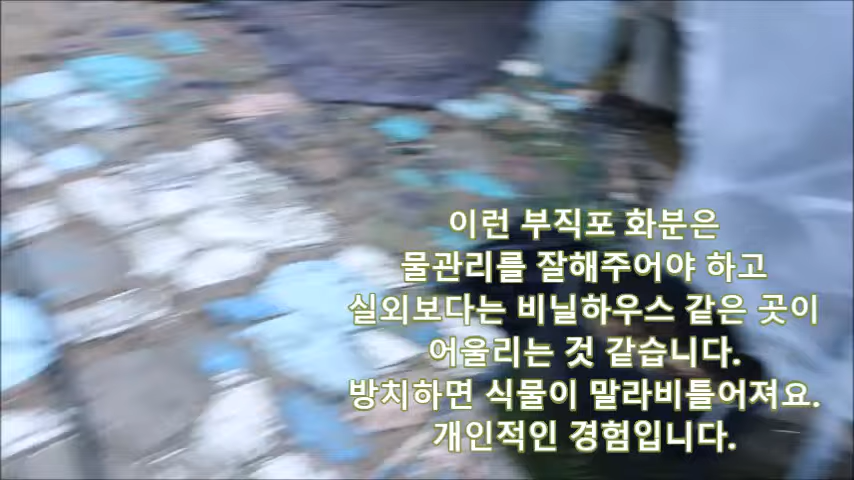 이런 부직포 화분은
물관리를 잘해주어야 하고
실외보다는 비닐하우스 같은 곳이
어울리는 것 같습니다.
방치하면 식물이 말라비틀어져요.
개인적인 경험입니다.